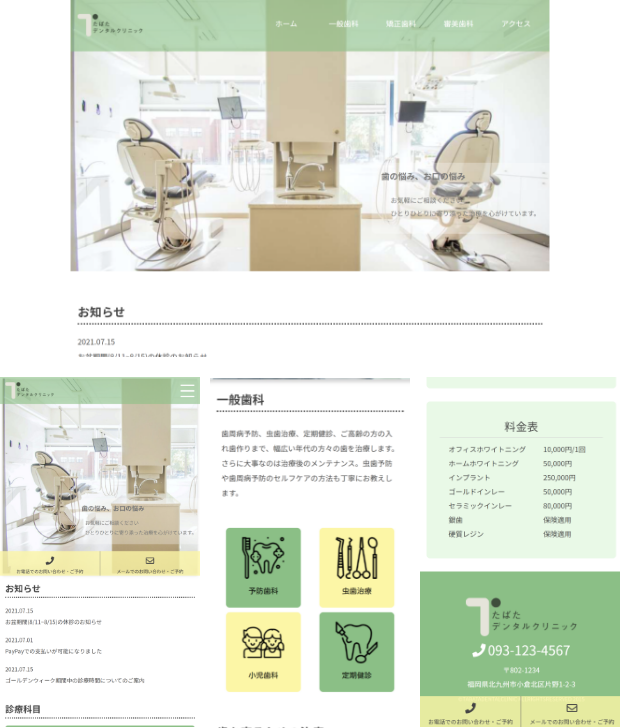 たばた
デンタルクリニック
ホーム 一般歯科 矯正歯科 審美歯科 アクセス
歯の悩み、お口の悩み
お気軽にご相談ください
ひとりひとりに寄り添った治療を心がけています。
お知らせ
2021.07.15
お盆期間(8/11~8/15)の休診のお知らせ
たばた
デンタルクリニック
歯の悩み、お口の悩み
お気軽にご相談ください
ひとりひとりに寄り添った治療を心がけています。
お電話でのお問い合わせ・ご予約 メールでのお問い合わせ・ご予約
お知らせ
2021.07.15
お盆期間(8/11~8/15)の休診のお知らせ
2021.07.01
PayPayでの支払いが可能になりました
2021.07.15
ゴールデンウィーク期間中の診療時間についてのご案内
診療科目
一般歯科
歯周病予防、虫歯治療、定期健診、ご高齢の方の入
れ歯作りまで、幅広い年代の方々の歯を治療します。
さらに大事なのは治療後のメンテナンス。虫歯予防
や歯周病予防のセルフケアの方法も丁寧にお教えし
ます。
予防歯科 虫歯治療
小児歯科 定期健診
料金表
オフィスホワイトニング 10,000円/1回
ホームホワイトニング 50,000円
インプラント 250,000円
ゴールドインレー 50,000円
セラミックインレー 80,000円
銀歯 保険適用
硬質レジン 保険適用
たばた
デンタルクリニック
093-123-4567
〒802-1234
福岡県北九州市小倉北区片野1-2-3
お電話でのお問い合わせ・ご予約 メールでのお問い合わせ・ご予約